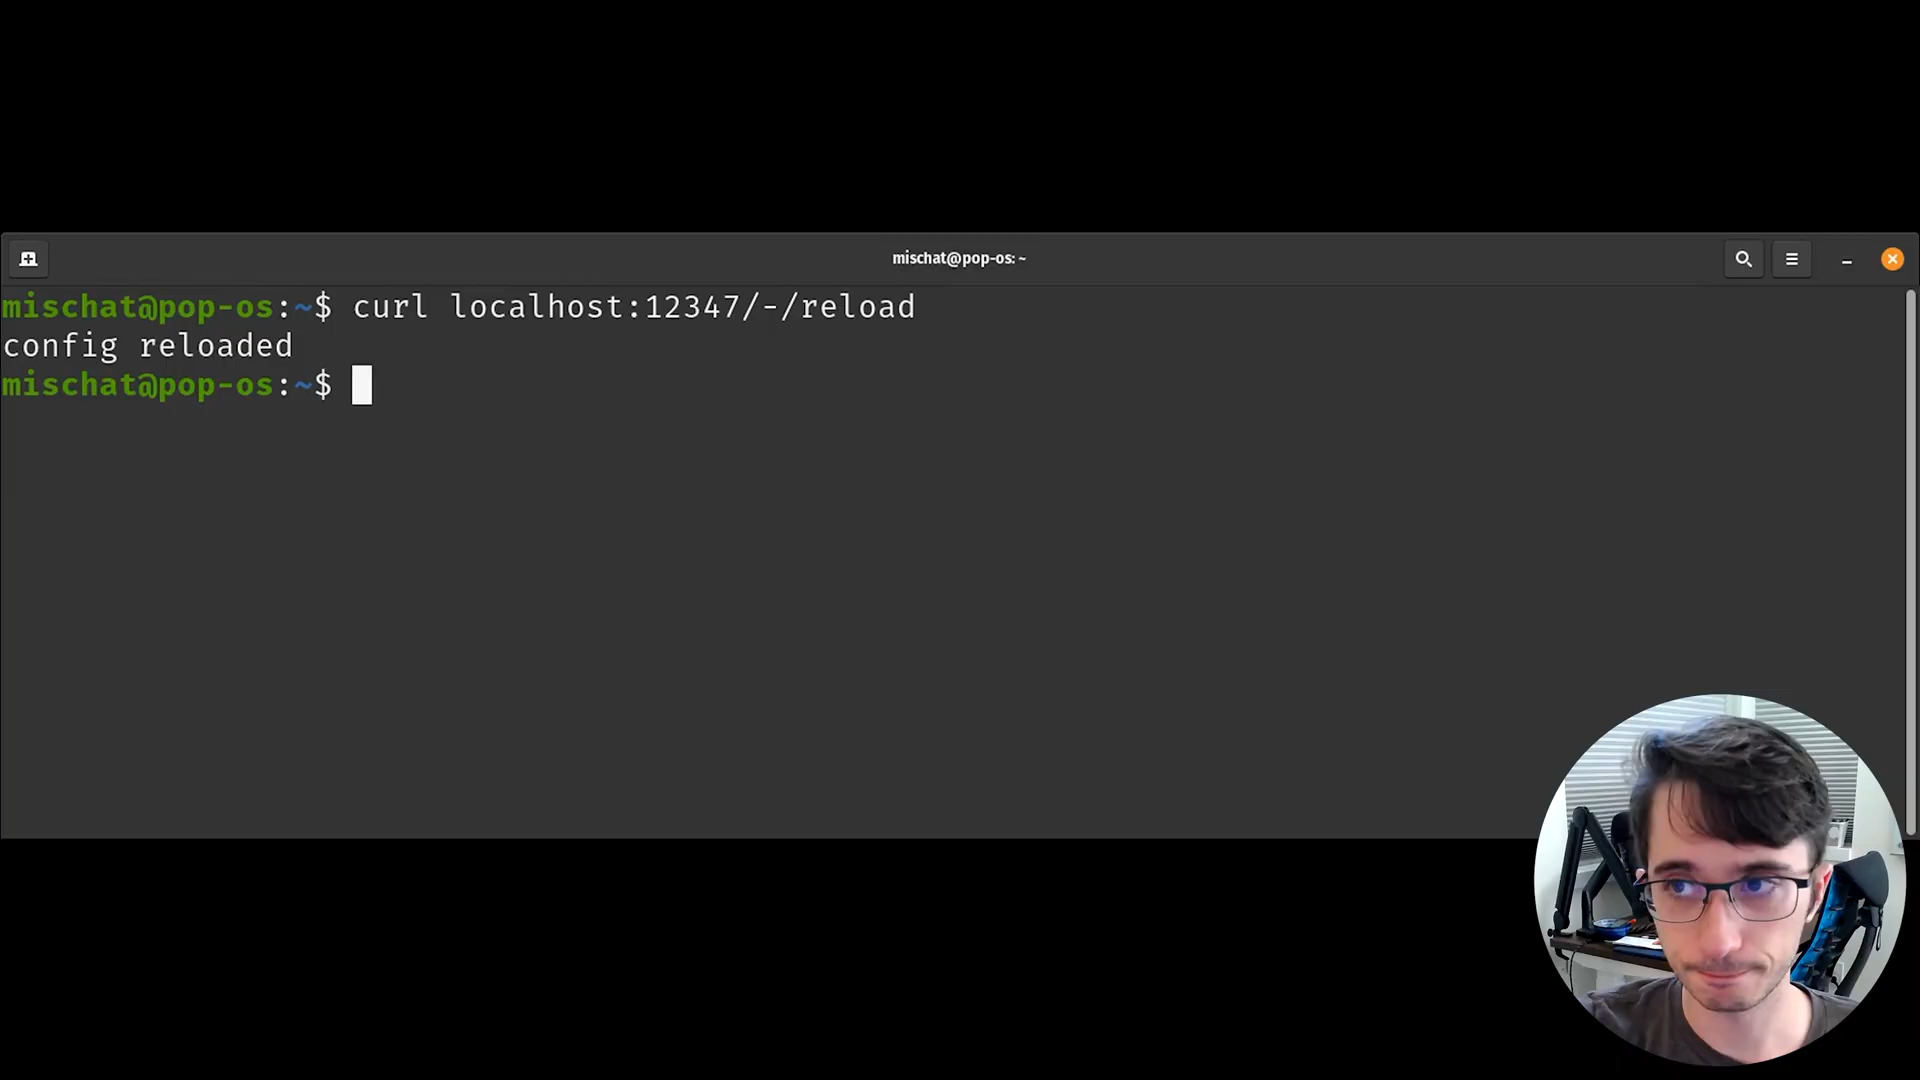 mischat@pop-os: ~
mischat@pop-os:~$ curl localhost:12347/-/reload
config reloaded
mischat@pop-os:~$